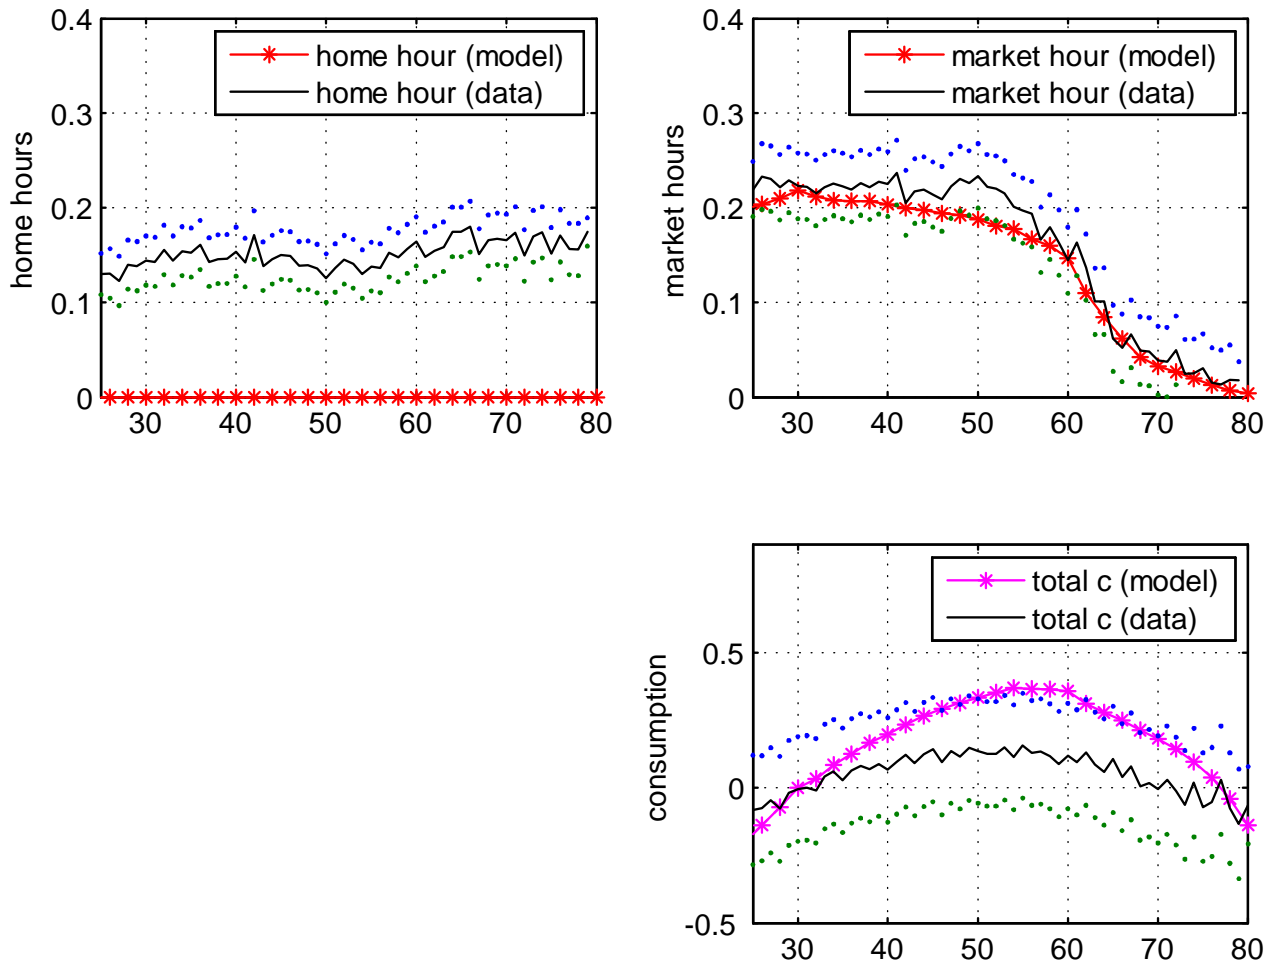 0.4
0.3
0.2
0.1
0
home hours
home hour (model)
home hour (data)
30 40 50 60 70 80
0.4
0.3
0.2
0.1
0
market hours
market hour (model)
market hour (data)
30 40 50 60 70 80
0.5
0
-0.5
consumption
total c (model)
total c (data)
30 40 50 60 70 80